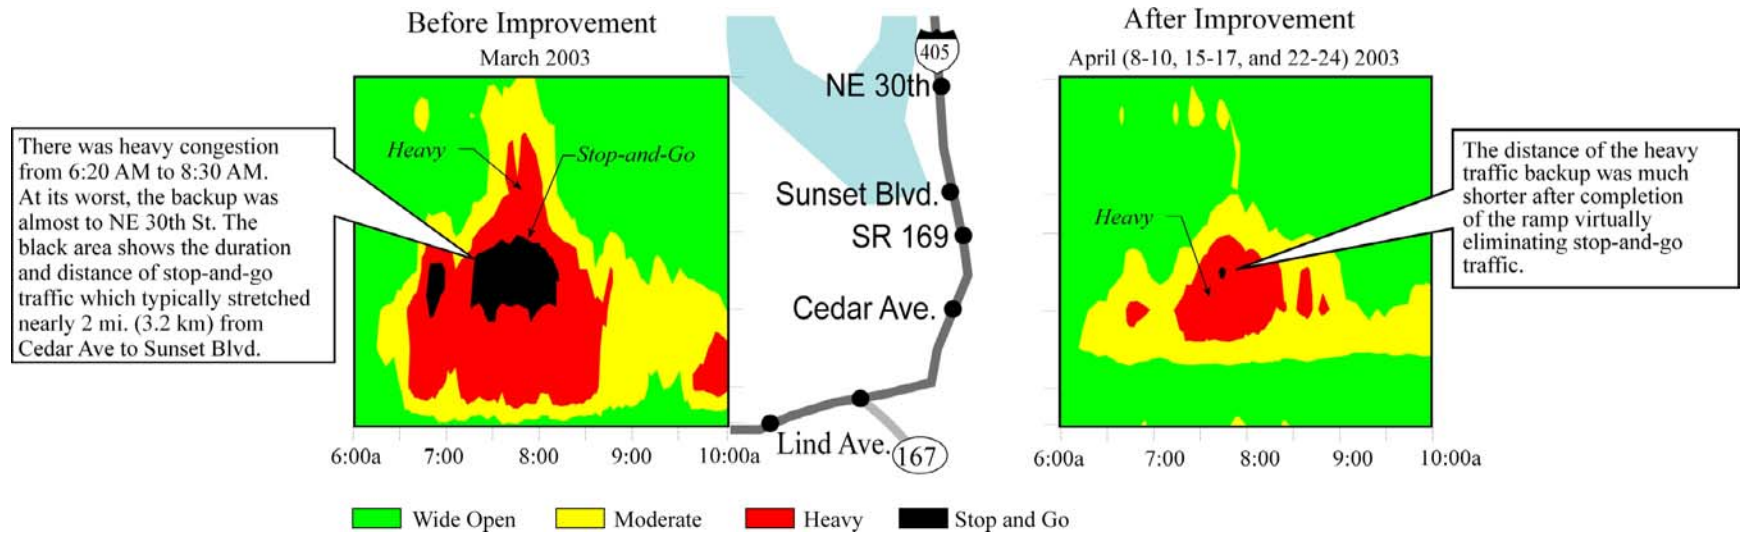 Before Improvement
March 2003
There was heavy congestion
from 6:20 AM to 8:30 AM.
At its worst, the backup was
almost to NE 30th St. The
black area shows the duration
and distance of stop-and-go
traffic which typically stretched
nearly 2 mi. (3.2 km) from
Cedar Ave to Sunset Blvd.
Heavy
Stop-and-Go
6:00a 7:00 8:00 9:00 10:00a
405
NE 30th
Sunset Blvd.
SR 169
Cedar Ave.
Lind Ave.
167
After Improvement
April (8-10, 15-17, and 22-24) 2003
Heavy
The distance of the heavy
traffic backup was much
shorter after completion
of the ramp virtually
eliminating stop-and-go
traffic.
6:00a 7:00 8:00 9:00 10:00a
Wide Open Moderate Heavy Stop and Go